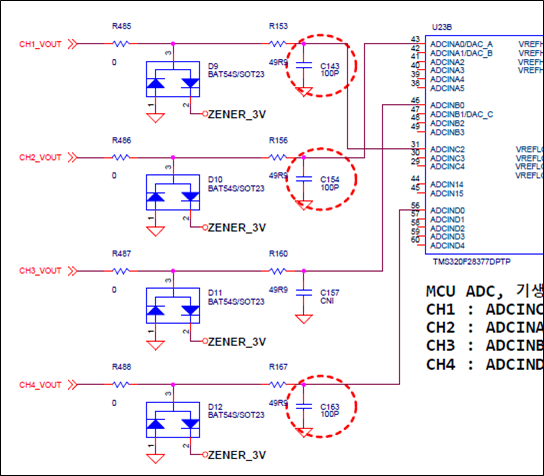 R485
R153
U23B
CH1_VOUT
0
3
49R9
C143
100P
D9
BAT54S/SOT23
1
2
ZENER_3V
R486
R156
CH2_VOUT
0
3
49R9
C154
100P
D10
BAT54S/SOT23
1
2
ZENER_3V
R487
R160
CH3_VOUT
0
3
49R9
C157
CNI
D11
BAT54S/SOT23
1
2
ZENER_3V
R488
R167
CH4_VOUT
0
3
49R9
C163
100P
D12
BAT54S/SOT23
1
2
ZENER_3V
43 ADCINA0/DAC_A
42 ADCINA1/DAC_B
41 ADCINA2
40 ADCINA3
39 ADCINA4
38 ADCINA5
46 ADCINB0
47 ADCINB1/DAC_C
48 ADCINB2
49 ADCINB3
31 ADCINC2
30 ADCINC3
29 ADCINC4
44 ADCIN14
45 ADCIN15
56 ADCIND0
57 ADCIND1
58 ADCIND2
59 ADCIND3
60 ADCIND4
VREFH
VREFH
VREFH
VREFH
VREFLO
VREFLO
VREFLO
VREFLO
TMS320F28377DPTP
MCU ADC, 기생
CH1 : ADCINC
CH2 : ADCINA
CH3 : ADCINB
CH4 : ADCIND